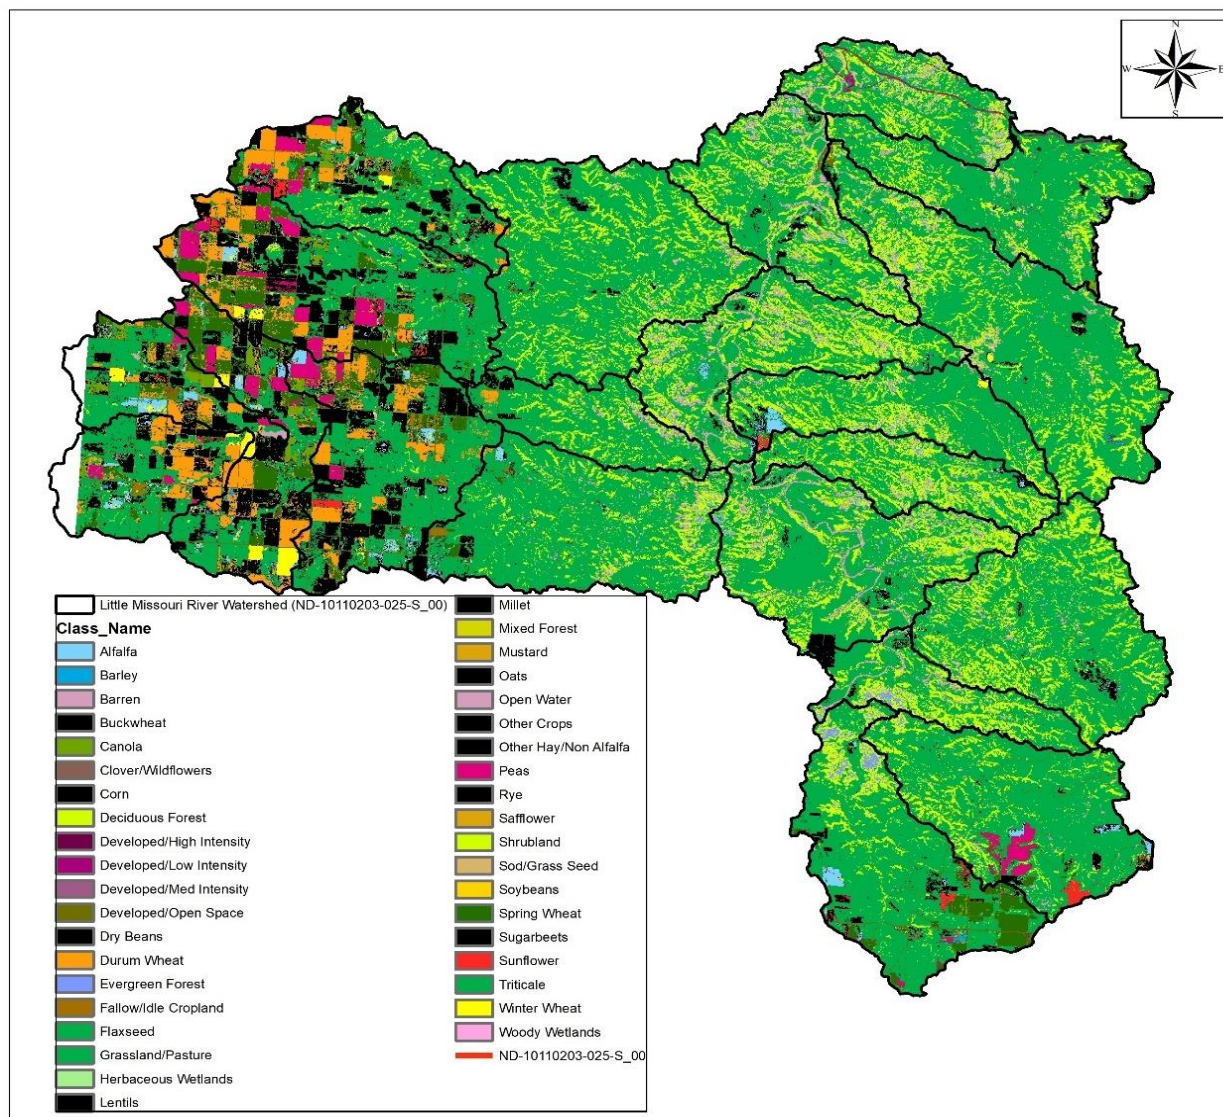 N
W
E
S
Little Missouri River Watershed (ND-10110203-025-S_00)
Class_Name
Alfalfa
Barley
Barren
Buckwheat
Canola
Clover/Wildflowers
Corn
Deciduous Forest
Developed/High Intensity
Developed/Low Intensity
Developed/Med Intensity
Developed/Open Space
Dry Beans
Durum Wheat
Evergreen Forest
Fallow/Idle Cropland
Flaxseed
Grassland/Pasture
Herbaceous Wetlands
Lentils
Millet
Mixed Forest
Mustard
Oats
Open Water
Other Crops
Other Hay/Non Alfalfa
Peas
Rye
Safflower
Shrubland
Sod/Grass Seed
Soybeans
Spring Wheat
Sugarbeets
Sunflower
Triticale
Winter Wheat
Woody Wetlands
ND-10110203-025-S_00